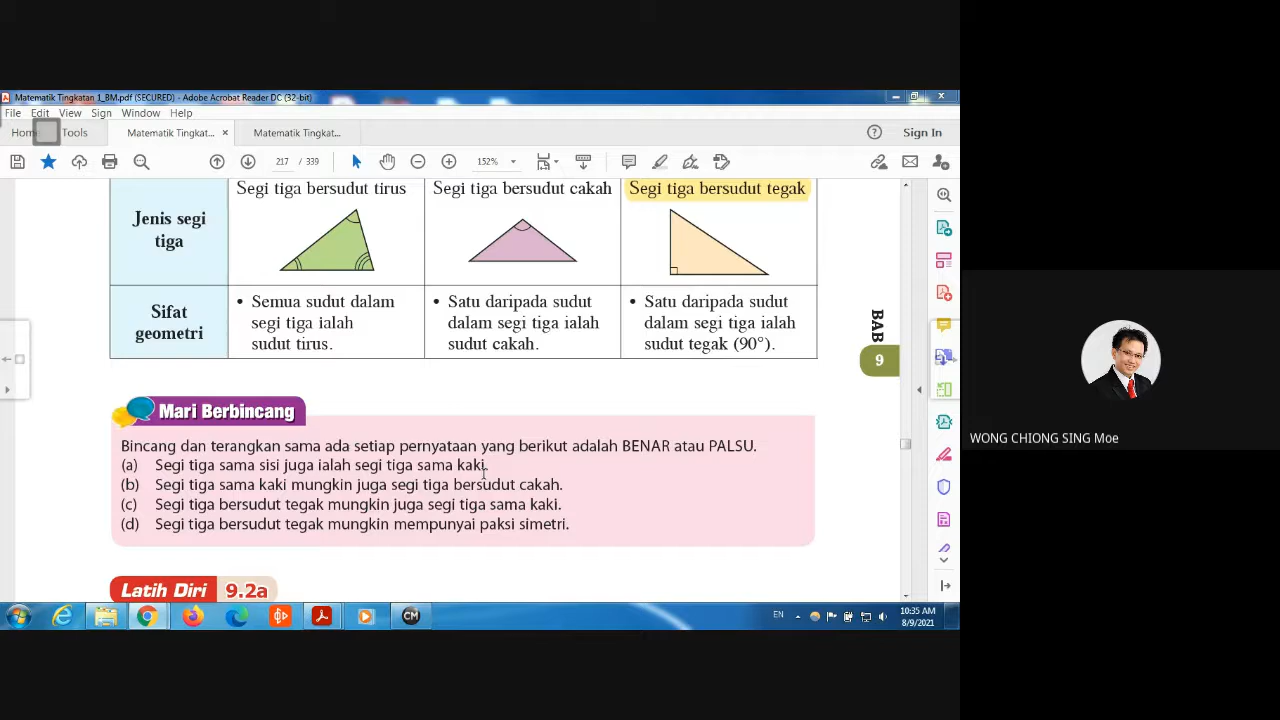 Matematik Tingkatan 1_BM.pdf (SECURED) - Adobe Acrobat Reader DC (32-bit)
File Edit View Sign Window Help
Hom Tools Matematik Tingkat... × Matematik Tingkat... Sign In
217 / 339 152%
Jenis segi tiga
Segi tiga bersudut tirus
Segi tiga bersudut cakah
Segi tiga bersudut tegak
Sifat geometri
• Semua sudut dalam
segi tiga ialah
sudut tirus.
• Satu daripada sudut
dalam segi tiga ialah
sudut cakah.
• Satu daripada sudut
dalam segi tiga ialah
sudut tegak (90°).
BAB
9
Mari Berbincang
Bincang dan terangkan sama ada setiap pernyataan yang berikut adalah BENAR atau PALSU.
(a) Segi tiga sama sisi juga ialah segi tiga sama kaki.
(b) Segi tiga sama kaki mungkin juga segi tiga bersudut cakah.
(c) Segi tiga bersudut tegak mungkin juga segi tiga sama kaki.
(d) Segi tiga bersudut tegak mungkin mempunyai paksi simetri.
Latih Diri 9.2a
EN
10:35 AM
8/9/2021
WONG CHIONG SING Moe